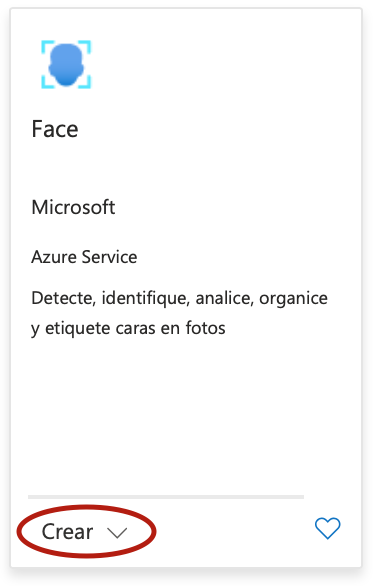 Face
Microsoft
Azure Service
Detecte, identifique, analice, organice
y etiquete caras en fotos
Crear